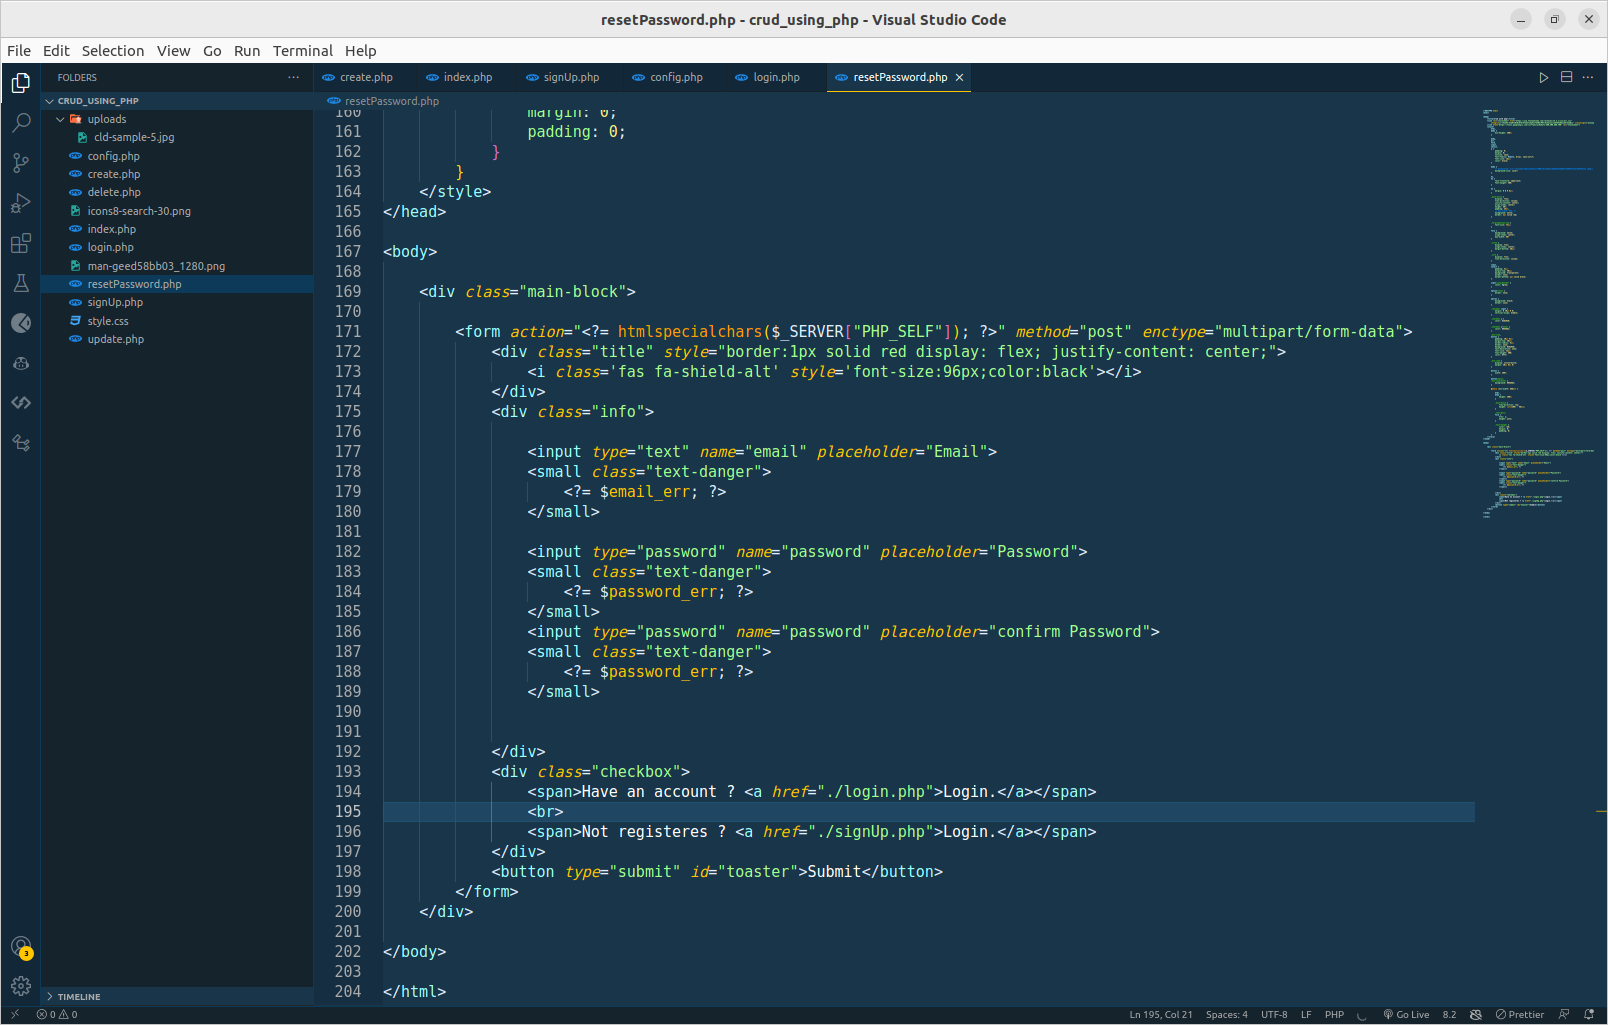 resetPassword.php - crud_using_php - Visual Studio Code
File Edit Selection View Go Run Terminal Help
FOLDERS ···
CRUD_USING_PHP
uploads
cld-sample-5.jpg
config.php
create.php
delete.php
icons8-search-30.png
index.php
login.php
man-geed58bb03_1280.png
resetPassword.php
signUp.php
style.css
update.php
TIMELINE
3
create.php index.php signUp.php config.php login.php resetPassword.php
resetPassword.php
160 margin: 0;
161 padding: 0;
162 }
163 }
164 </style>
165 </head>
166
167 <body>
168
169 <div class="main-block">
170
171 <form action="<?= htmlspecialchars($_SERVER["PHP_SELF"]); ?>" method="post" enctype="multipart/form-data">
172 <div class="title" style="border:1px solid red display: flex; justify-content: center;">
173 <i class='fas fa-shield-alt' style='font-size:96px;color:black'></i>
174 </div>
175 <div class="info">
176
177 <input type="text" name="email" placeholder="Email">
178 <small class="text-danger">
179 <?= $email_err; ?>
180 </small>
181
182 <input type="password" name="password" placeholder="Password">
183 <small class="text-danger">
184 <?= $password_err; ?>
185 </small>
186 <input type="password" name="password" placeholder="confirm Password">
187 <small class="text-danger">
188 <?= $password_err; ?>
189 </small>
190
191
192 </div>
193 <div class="checkbox">
194 <span>Have an account ? <a href="./login.php">Login.</a></span>
195 <br>
196 <span>Not registeres ? <a href="./signUp.php">Login.</a></span>
197 </div>
198 <button type="submit" id="toaster">Submit</button>
199 </form>
200 </div>
201
202 </body>
203
204 </html>
0 0 Ln 195, Col 21 Spaces: 4 UTF-8 LF PHP Go Live 8.2 Prettier